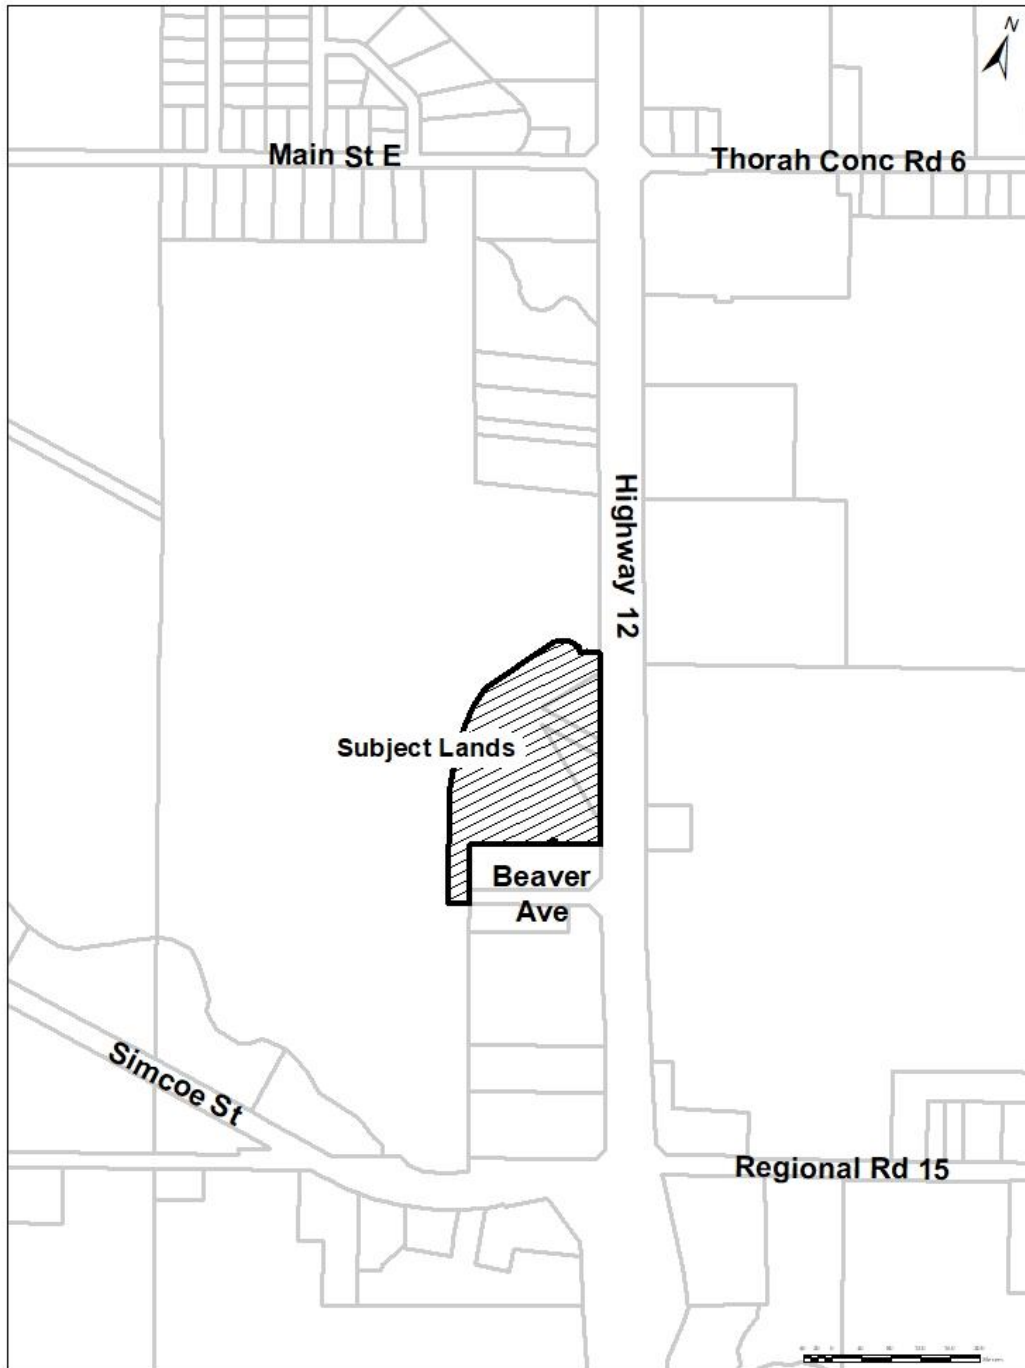 N
Main St E
Thorah Conc Rd 6
Highway 12
Subject Lands
Beaver
Ave
Simcoe St
Regional Rd 15